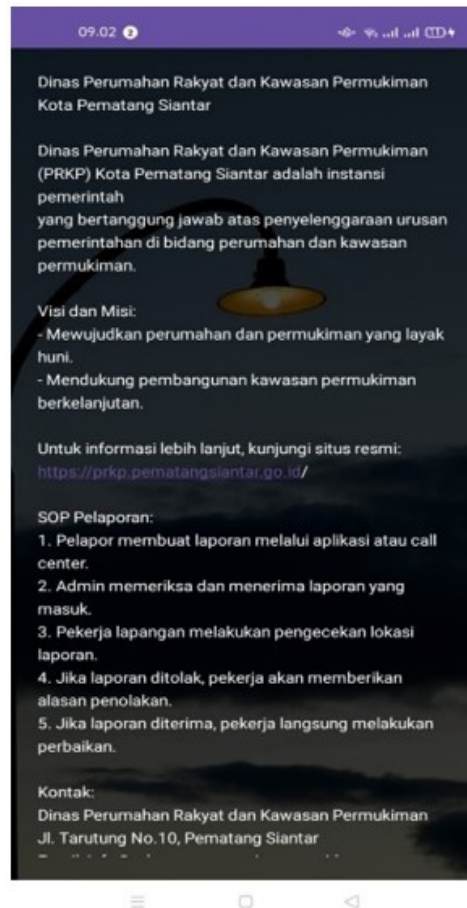 09.02 2
Dinas Perumahan Rakyat dan Kawasan Permukiman
Kota Pematang Siantar
Dinas Perumahan Rakyat dan Kawasan Permukiman
(PRKP) Kota Pematang Siantar adalah instansi
pemerintah
yang bertanggung jawab atas penyelenggaraan urusan
pemerintahan di bidang perumahan dan kawasan
permukiman.
Visi dan Misi:
- Mewujudkan perumahan dan permukiman yang layak
huni.
- Mendukung pembangunan kawasan permukiman
berkelanjutan.
Untuk informasi lebih lanjut, kunjungi situs resmi:
https://prkp.pematangsiantar.go.id/
SOP Pelaporan:
1. Pelapor membuat laporan melalui aplikasi atau call
center.
2. Admin memeriksa dan menerima laporan yang
masuk.
3. Pekerja lapangan melakukan pengecekan lokasi
laporan.
4. Jika laporan ditolak, pekerja akan memberikan
alasan penolakan.
5. Jika laporan diterima, pekerja langsung melakukan
perbaikan.
Kontak:
Dinas Perumahan Rakyat dan Kawasan Permukiman
Jl. Tarutung No.10, Pematang Siantar